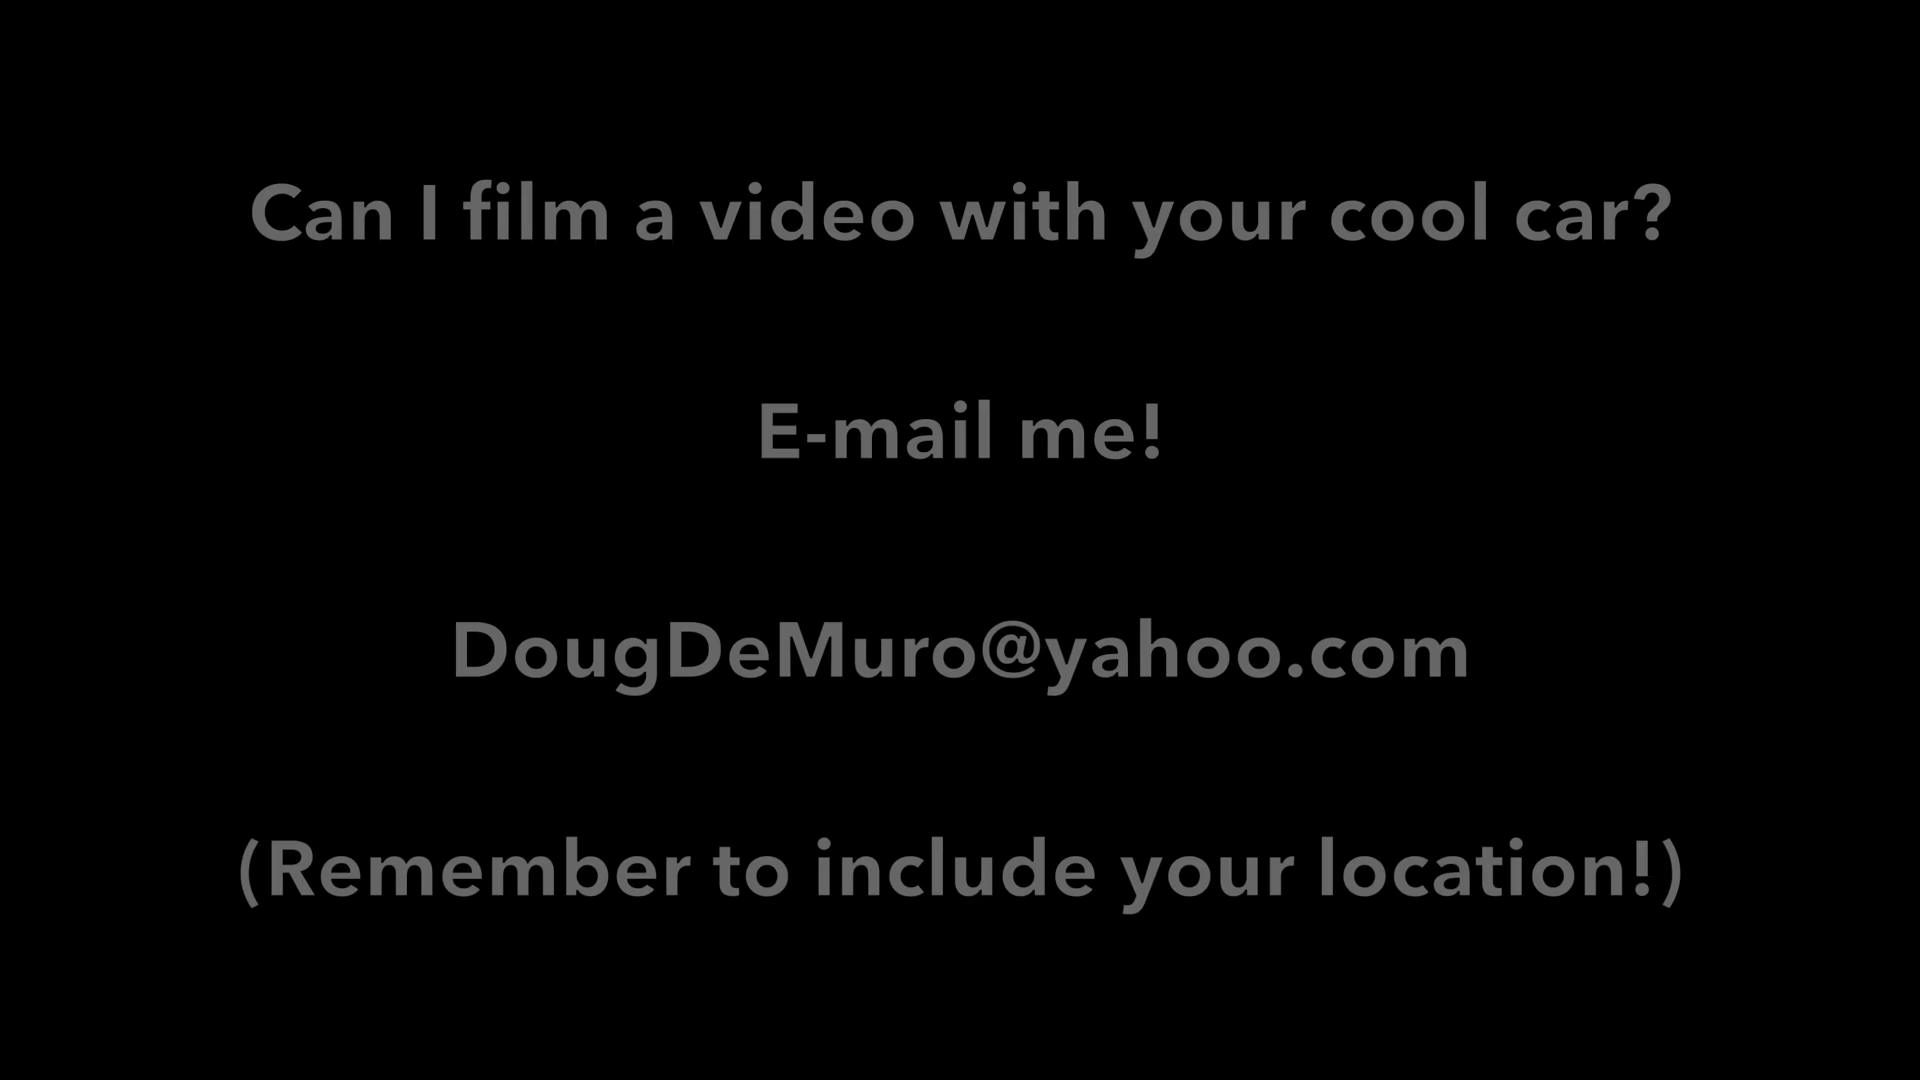 Can I film a video with your cool car?
E-mail me!
DougDeMuro@yahoo.com
(Remember to include your location!)